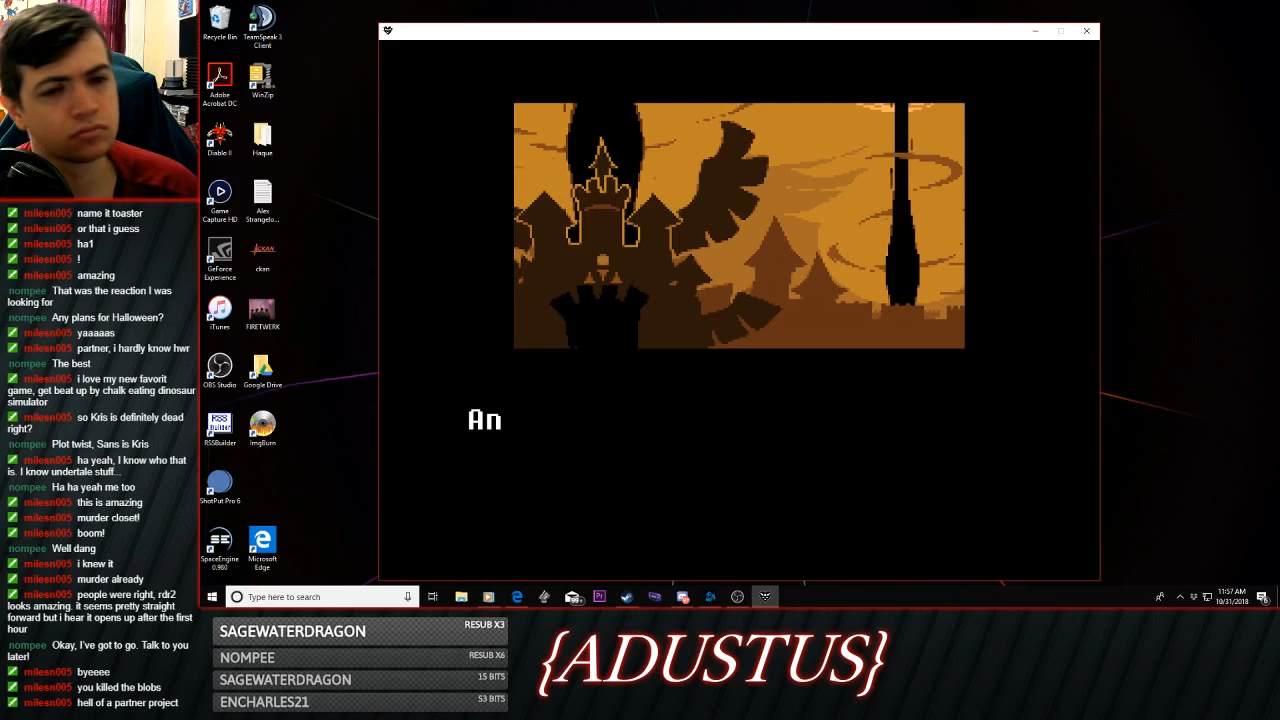 milesn005 name it toaster
milesn005 or that i guess
milesn005 ha1
milesn005 !
milesn005 amazing
nompee That was the reaction I was
looking for
nompee Any plans for Halloween?
milesn005 yaaaaas
milesn005 partner, i hardly know hwr
nompee The best
milesn005 i love my new favorit
game, get beat up by chalk eating dinosaur
simulator
milesn005 so Kris is definitely dead
right?
nompee Plot twist, Sans is Kris
milesn005 ha yeah, I know who that
is. I know undertale stuff...
nompee Ha ha yeah me too
milesn005 this is amazing
milesn005 murder closet!
milesn005 boom!
nompee Well dang
milesn005 i knew it
milesn005 murder already
milesn005 people were right, rdr2
looks amazing. it seems pretty straight
forward but i hear it opens up after the first
hour
nompee Okay, I've got to go. Talk to you
later!
milesn005 byeeee
milesn005 you killed the blobs
milesn005 hell of a partner project
Recycle Bin
TeamSpeak 3
Client
Adobe
Acrobat DC
WinZip
Diablo II
Haque
Game
Capture HD
Alex
Strangelo...
GeForce
Experience
CKAN
ckan
iTunes
FIRETWERK
OBS Studio
Google Drive
RSS
Builder
RSSBuilder
ImgBurn
ShotPut Pro 6
SE
SpaceEngine
0.980
Microsoft
Edge
An
Type here to search
99+
Pr
11:57 AM
10/31/2018
SAGEWATERDRAGON RESUB X3
NOMPEE RESUB X6
SAGEWATERDRAGON 15 BITS
ENCHARLES21 53 BITS
{ADUSTUS}